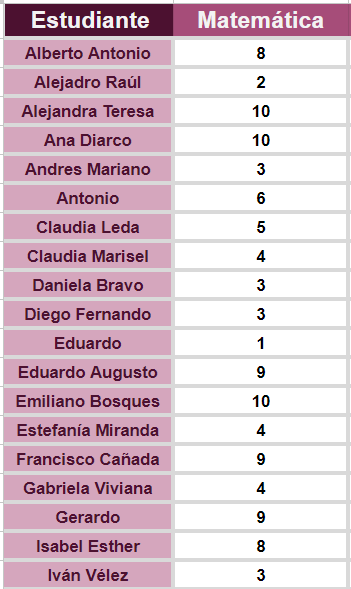 Estudiante Matemática
Alberto Antonio 8
Alejadro Raúl 2
Alejandra Teresa 10
Ana Diarco 10
Andres Mariano 3
Antonio 6
Claudia Leda 5
Claudia Marisel 4
Daniela Bravo 3
Diego Fernando 3
Eduardo 1
Eduardo Augusto 9
Emiliano Bosques 10
Estefanía Miranda 4
Francisco Cañada 9
Gabriela Viviana 4
Gerardo 9
Isabel Esther 8
Iván Vélez 3